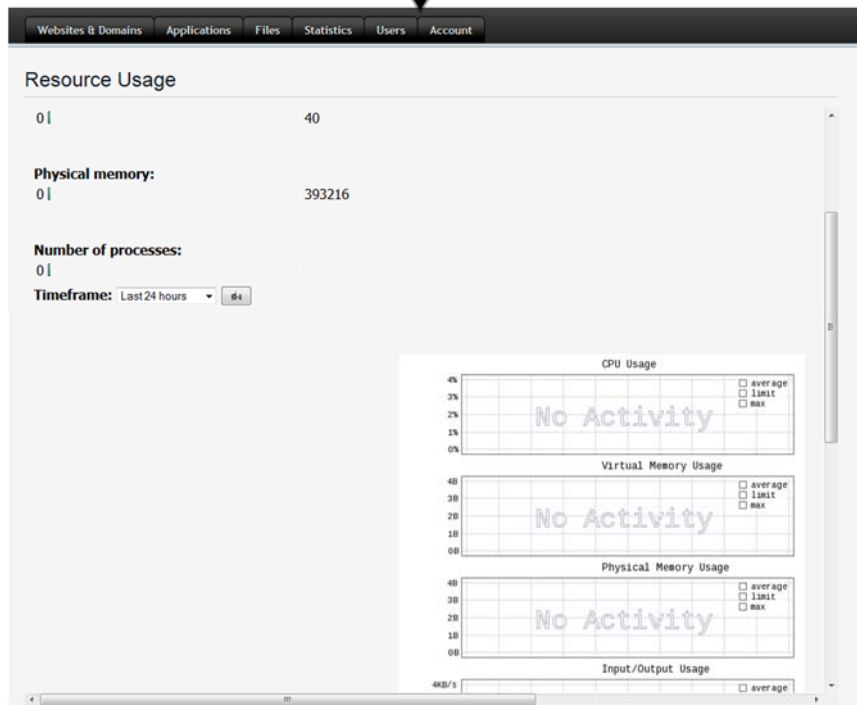 Websites & Domains Applications Files Statistics Users Account
Resource Usage
0 40
Physical memory:
0 393216
Number of processes:
0
Timeframe: Last 24 hours ส่ง
CPU Usage
4%
3%
2%
1%
0%
No Activity
average
limit
max
Virtual Memory Usage
4B
3B
2B
1B
0B
No Activity
average
limit
max
Physical Memory Usage
4B
3B
2B
1B
0B
No Activity
average
limit
max
Input/Output Usage
4KB/s
average